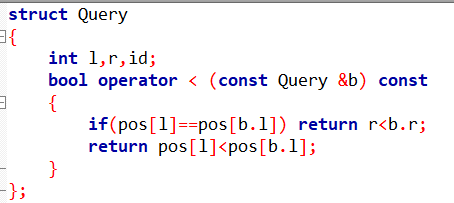 struct Query
{
int l,r,id;
bool operator < (const Query &b) const
{
if(pos[l]==pos[b.l]) return r<b.r;
return pos[l]<pos[b.l];
}
};